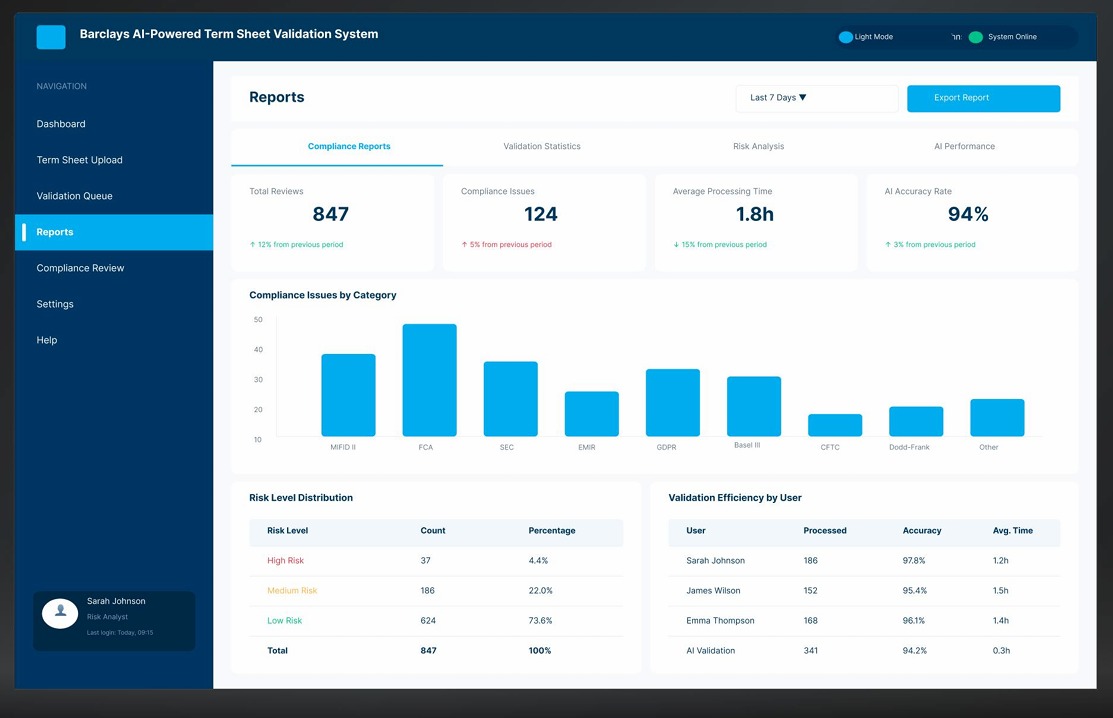 Barclays AI-Powered Term Sheet Validation System
Light Mode
System Online
NAVIGATION
Dashboard
Term Sheet Upload
Validation Queue
Reports
Compliance Review
Settings
Help
Sarah Johnson
Risk Analyst
Last login: Today, 09:15
Reports
Last 7 Days ▼
Export Report
Compliance Reports
Validation Statistics
Risk Analysis
AI Performance
Total Reviews
847
↑ 12% from previous period
Compliance Issues
124
↑ 5% from previous period
Average Processing Time
1.8h
↓ 15% from previous period
AI Accuracy Rate
94%
↑ 3% from previous period
Compliance Issues by Category
50
40
30
20
10
MIFID II FCA SEC EMIR GDPR Basel III CFTC Dodd-Frank Other
Risk Level Distribution
Risk Level Count Percentage
High Risk 37 4.4%
Medium Risk 186 22.0%
Low Risk 624 73.6%
Total 847 100%
Validation Efficiency by User
User Processed Accuracy Avg. Time
Sarah Johnson 186 97.8% 1.2h
James Wilson 152 95.4% 1.5h
Emma Thompson 168 96.1% 1.4h
AI Validation 341 94.2% 0.3h